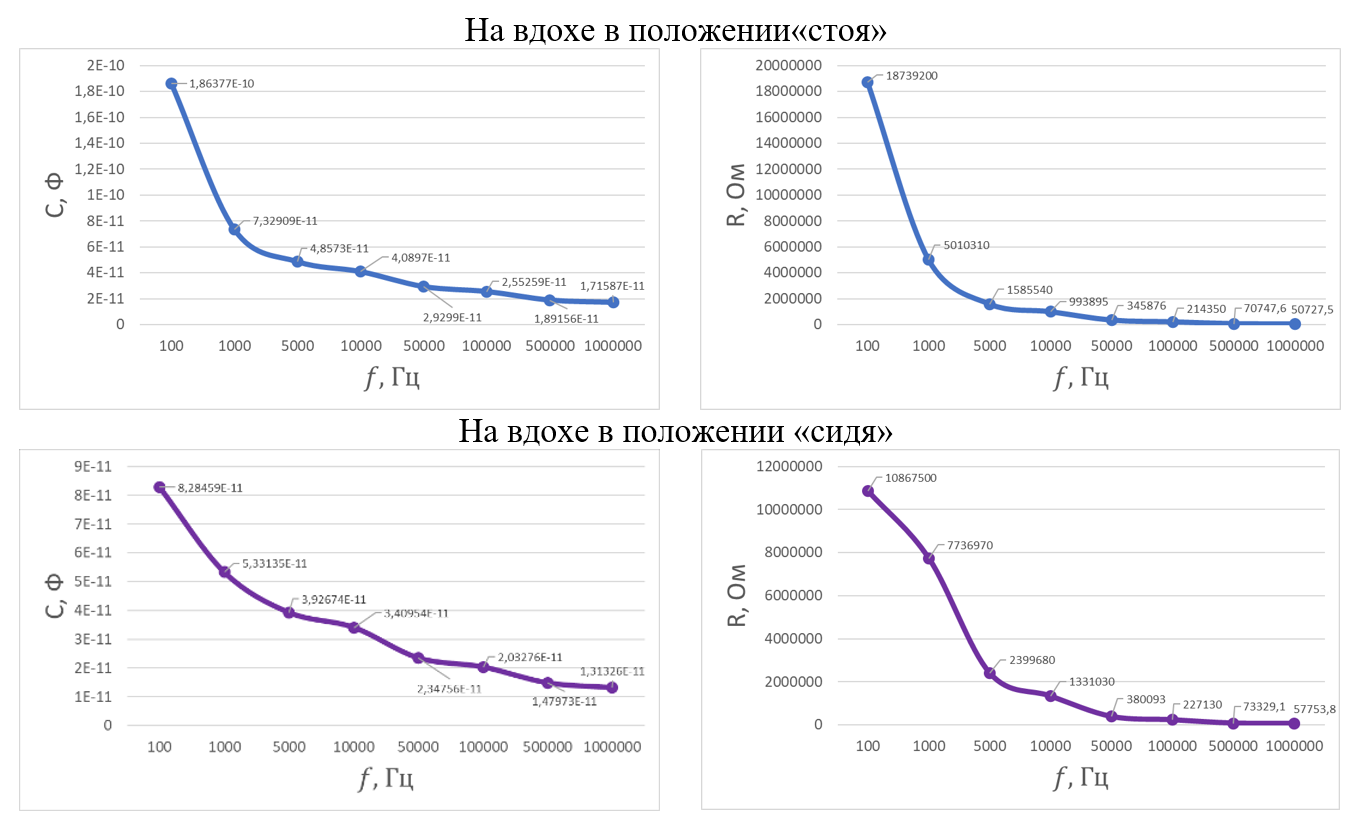 На вдохе в положении«стоя»
2E-10
1,8E-10
1,6E-10
1,4E-10
1,2E-10
1E-10
8E-11
6E-11
4E-11
2E-11
0
C, Ф
1,86377E-10
7,32909E-11
4,8573E-11
4,0897E-11
2,9299E-11
2,55259E-11
1,89156E-11
1,71587E-11
100 1000 5000 10000 50000 100000 500000 1000000
f, Гц
20000000
18000000
16000000
14000000
12000000
10000000
8000000
6000000
4000000
2000000
0
R, Ом
18739200
5010310
1585540
993895
345876
214350
70747,6
50727,5
100 1000 5000 10000 50000 100000 500000 1000000
f, Гц
На вдохе в положении «сидя»
9E-11
8E-11
7E-11
6E-11
5E-11
4E-11
3E-11
2E-11
1E-11
0
C, Ф
8,28459E-11
5,33135E-11
3,92674E-11
3,40954E-11
2,34756E-11
2,03276E-11
1,47973E-11
1,31326E-11
100 1000 5000 10000 50000 100000 500000 1000000
f, Гц
12000000
10000000
8000000
6000000
4000000
2000000
0
R, Ом
10867500
7736970
2399680
1331030
380093
227130
73329,1
57753,8
100 1000 5000 10000 50000 100000 500000 1000000
f, Гц